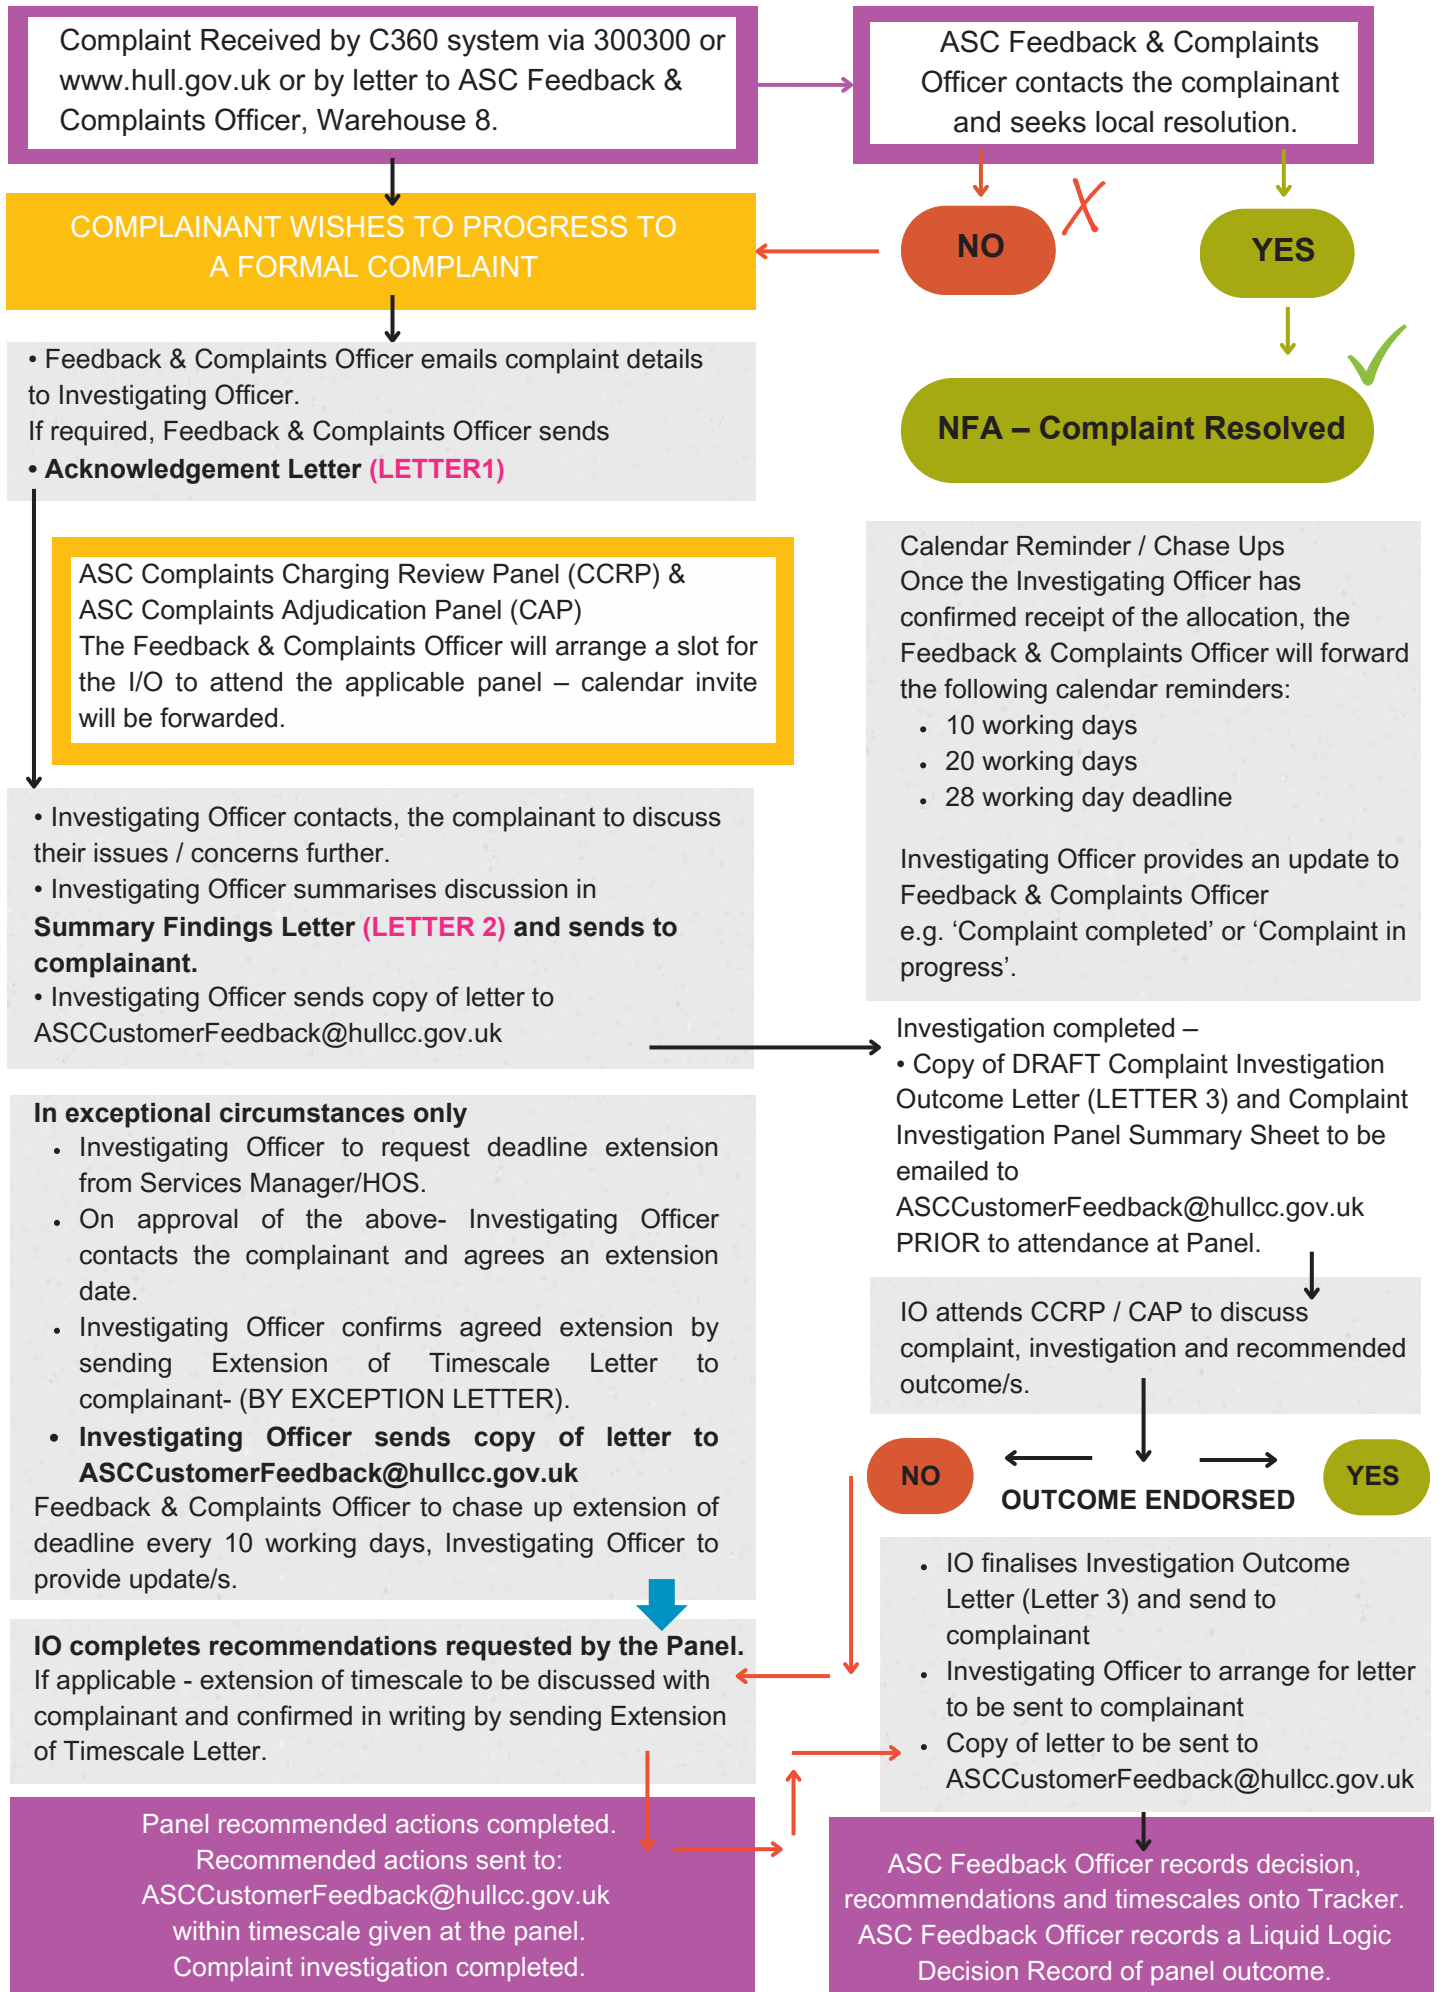 Complaint Received by C360 system via 300300 or
www.hull.gov.uk or by letter to ASC Feedback &
Complaints Officer, Warehouse 8.
ASC Feedback & Complaints
Officer contacts the complainant
and seeks local resolution.
COMPLAINANT WISHES TO PROGRESS TO
A FORMAL COMPLAINT
NO
YES
NFA – Complaint Resolved
• Feedback & Complaints Officer emails complaint details
to Investigating Officer.
If required, Feedback & Complaints Officer sends
• Acknowledgement Letter (LETTER1)
ASC Complaints Charging Review Panel (CCRP) &
ASC Complaints Adjudication Panel (CAP)
The Feedback & Complaints Officer will arrange a slot for
the I/O to attend the applicable panel – calendar invite
will be forwarded.
Calendar Reminder / Chase Ups
Once the Investigating Officer has
confirmed receipt of the allocation, the
Feedback & Complaints Officer will forward
the following calendar reminders:
• 10 working days
• 20 working days
• 28 working day deadline
Investigating Officer provides an update to
Feedback & Complaints Officer
e.g. ‘Complaint completed’ or ‘Complaint in
progress’.
• Investigating Officer contacts, the complainant to discuss
their issues / concerns further.
• Investigating Officer summarises discussion in
Summary Findings Letter (LETTER 2) and sends to
complainant.
• Investigating Officer sends copy of letter to
ASCCustomerFeedback@hullcc.gov.uk
Investigation completed –
• Copy of DRAFT Complaint Investigation
Outcome Letter (LETTER 3) and Complaint
Investigation Panel Summary Sheet to be
emailed to
ASCCustomerFeedback@hullcc.gov.uk
PRIOR to attendance at Panel.
In exceptional circumstances only
• Investigating Officer to request deadline extension
from Services Manager/HOS.
• On approval of the above- Investigating Officer
contacts the complainant and agrees an extension
date.
• Investigating Officer confirms agreed extension by
sending Extension of Timescale Letter to
complainant- (BY EXCEPTION LETTER).
• Investigating Officer sends copy of letter to
ASCCustomerFeedback@hullcc.gov.uk
Feedback & Complaints Officer to chase up extension of
deadline every 10 working days, Investigating Officer to
provide update/s.
IO attends CCRP / CAP to discuss
complaint, investigation and recommended
outcome/s.
NO
OUTCOME ENDORSED
YES
• IO finalises Investigation Outcome
Letter (Letter 3) and send to
complainant
• Investigating Officer to arrange for letter
to be sent to complainant
• Copy of letter to be sent to
ASCCustomerFeedback@hullcc.gov.uk
IO completes recommendations requested by the Panel.
If applicable - extension of timescale to be discussed with
complainant and confirmed in writing by sending Extension
of Timescale Letter.
Panel recommended actions completed.
Recommended actions sent to:
ASCCustomerFeedback@hullcc.gov.uk
within timescale given at the panel.
Complaint investigation completed.
ASC Feedback Officer records decision,
recommendations and timescales onto Tracker.
ASC Feedback Officer records a Liquid Logic
Decision Record of panel outcome.